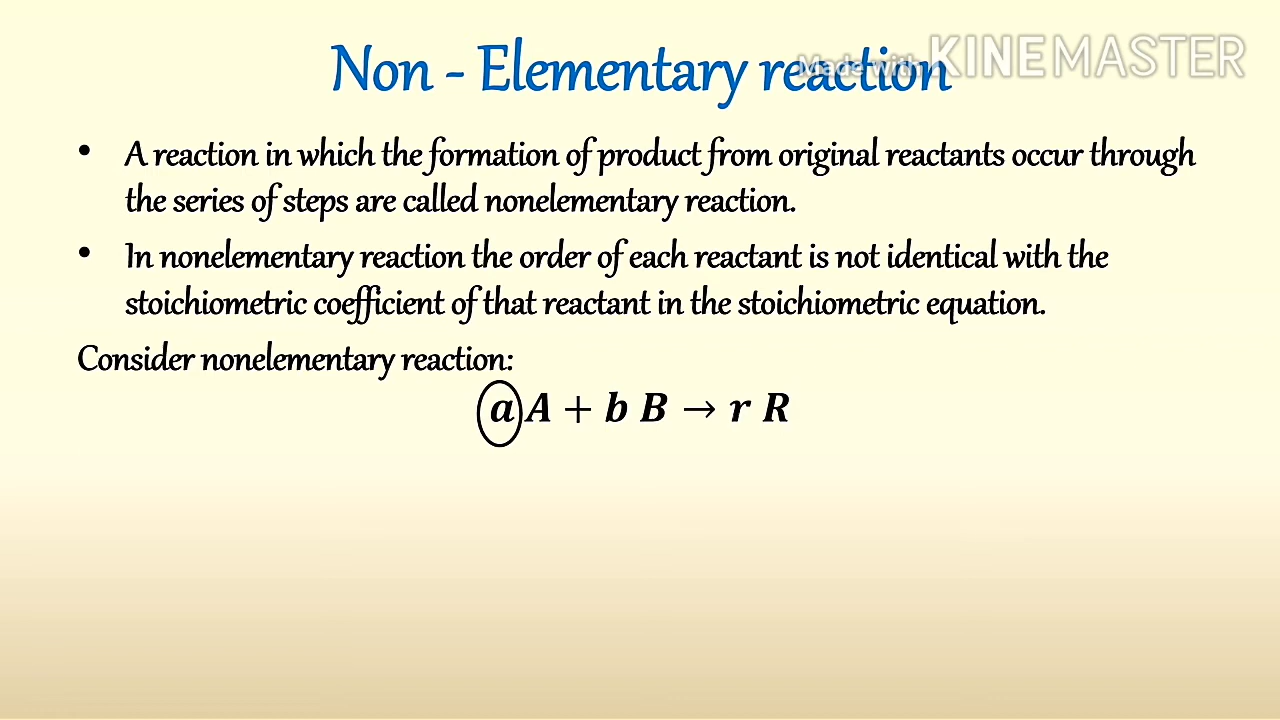 Non - Elementary reaction
Made with KINEMASTER
• A reaction in which the formation of product from original reactants occur through
the series of steps are called nonelementary reaction.
• In nonelementary reaction the order of each reactant is not identical with the
stoichiometric coefficient of that reactant in the stoichiometric equation.
Consider nonelementary reaction:
a A + b B → r R